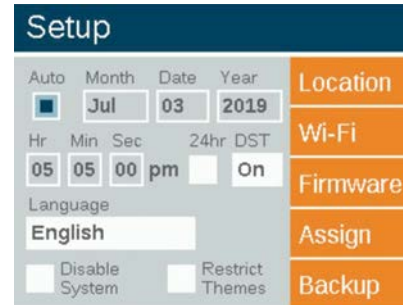 Setup
Auto Month Date Year
Jul 03 2019
Hr Min Sec 24hr DST
05 05 00 pm On
Language
English
Disable System
Restrict Themes
Location
Wi-Fi
Firmware
Assign
Backup